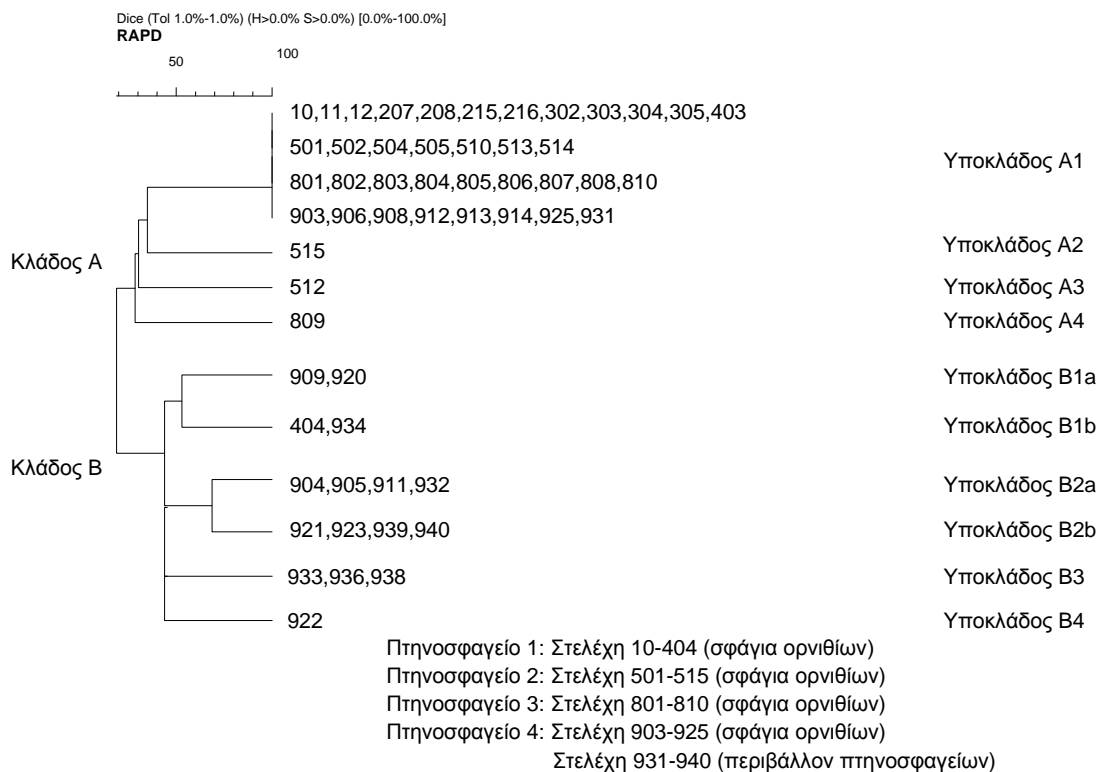 Dice (Tol 1.0%-1.0%) (H>0.0% S>0.0%) [0.0%-100.0%]
RAPD
50 100
10,11,12,207,208,215,216,302,303,304,305,403
501,502,504,505,510,513,514
Υποκλάδος Α1
801,802,803,804,805,806,807,808,810
903,906,908,912,913,914,925,931
515 Υποκλάδος Α2
Κλάδος Α
512 Υποκλάδος Α3
809 Υποκλάδος Α4
909,920 Υποκλάδος Β1a
404,934 Υποκλάδος Β1b
Κλάδος Β
904,905,911,932 Υποκλάδος Β2a
921,923,939,940 Υποκλάδος Β2b
933,936,938 Υποκλάδος Β3
922 Υποκλάδος Β4
Πτηνοσφαγείο 1: Στελέχη 10-404 (σφάγια ορνιθίων)
Πτηνοσφαγείο 2: Στελέχη 501-515 (σφάγια ορνιθίων)
Πτηνοσφαγείο 3: Στελέχη 801-810 (σφάγια ορνιθίων)
Πτηνοσφαγείο 4: Στελέχη 903-925 (σφάγια ορνιθίων)
Στελέχη 931-940 (περιβάλλον πτηνοσφαγείων)